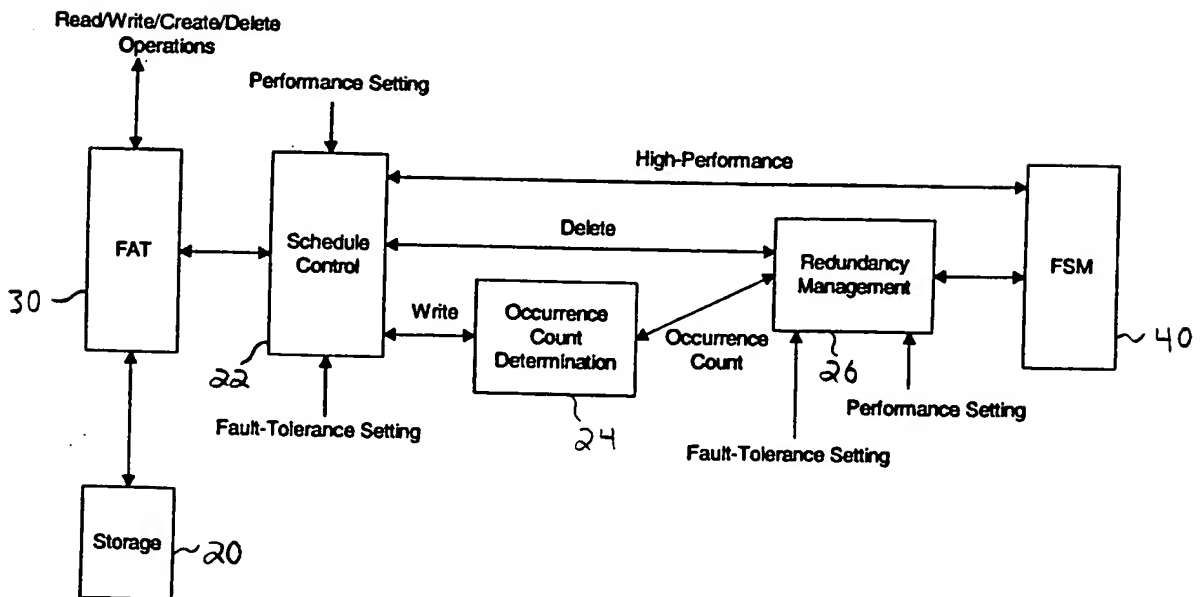 Read/Write/Create/Delete
Operations
Performance Setting
High-Performance
FAT
Schedule
Control
Delete
Redundancy
Management
FSM
30
Write
Occurrence
Count
Determination
Occurrence
Count
22
26
40
Fault-Tolerance Setting
24
Performance Setting
Fault-Tolerance Setting
Storage
20